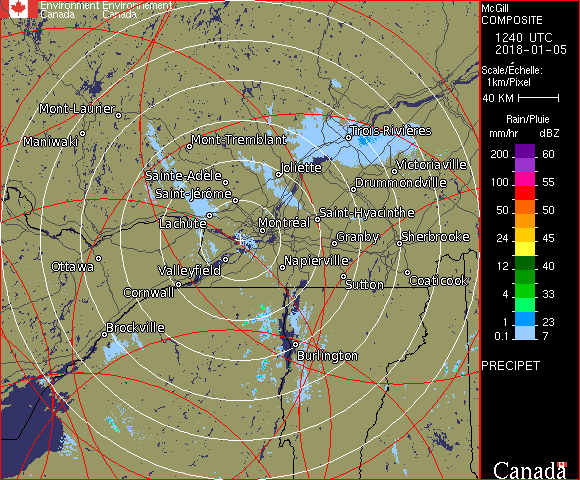 Environment Environnement
Canada Canada
McGill
COMPOSITE
1240 UTC
2018-01-05
Scale/Échelle:
1km/Pixel
40 KM
Rain/Pluie
mm/hr dBZ
200 60
100 55
50 50
24 45
12 40
4 33
1 23
0.1 7
PRECIPET
Mont-Laurier
Maniwaki
Mont-Tremblant
Trois-Rivières
Joliette
Victoriaville
Sainte-Adèle
Drummondville
Saint-Jérôme
Lachute
Saint-Hyacinthe
Montréal
Granby
Sherbrooke
Ottawa
Valleyfield
Napierville
Cornwall
Sutton
Coaticook
Brockville
Burlington
Canada